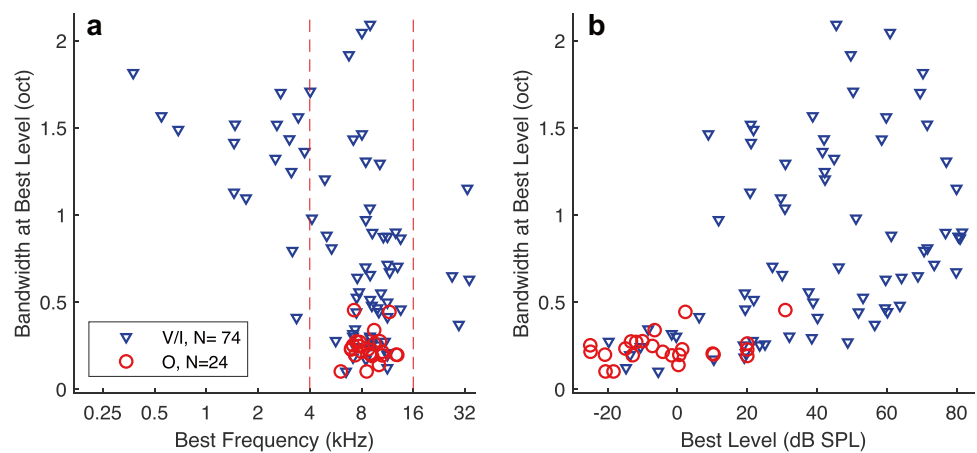 a
Bandwidth at Best Level (oct)
2
1.5
1
0.5
0
V/I, N= 74
O, N=24
0.25 0.5 1 2 4 8 16 32
Best Frequency (kHz)
b
Bandwidth at Best Level (oct)
2
1.5
1
0.5
0
-20 0 20 40 60 80
Best Level (dB SPL)